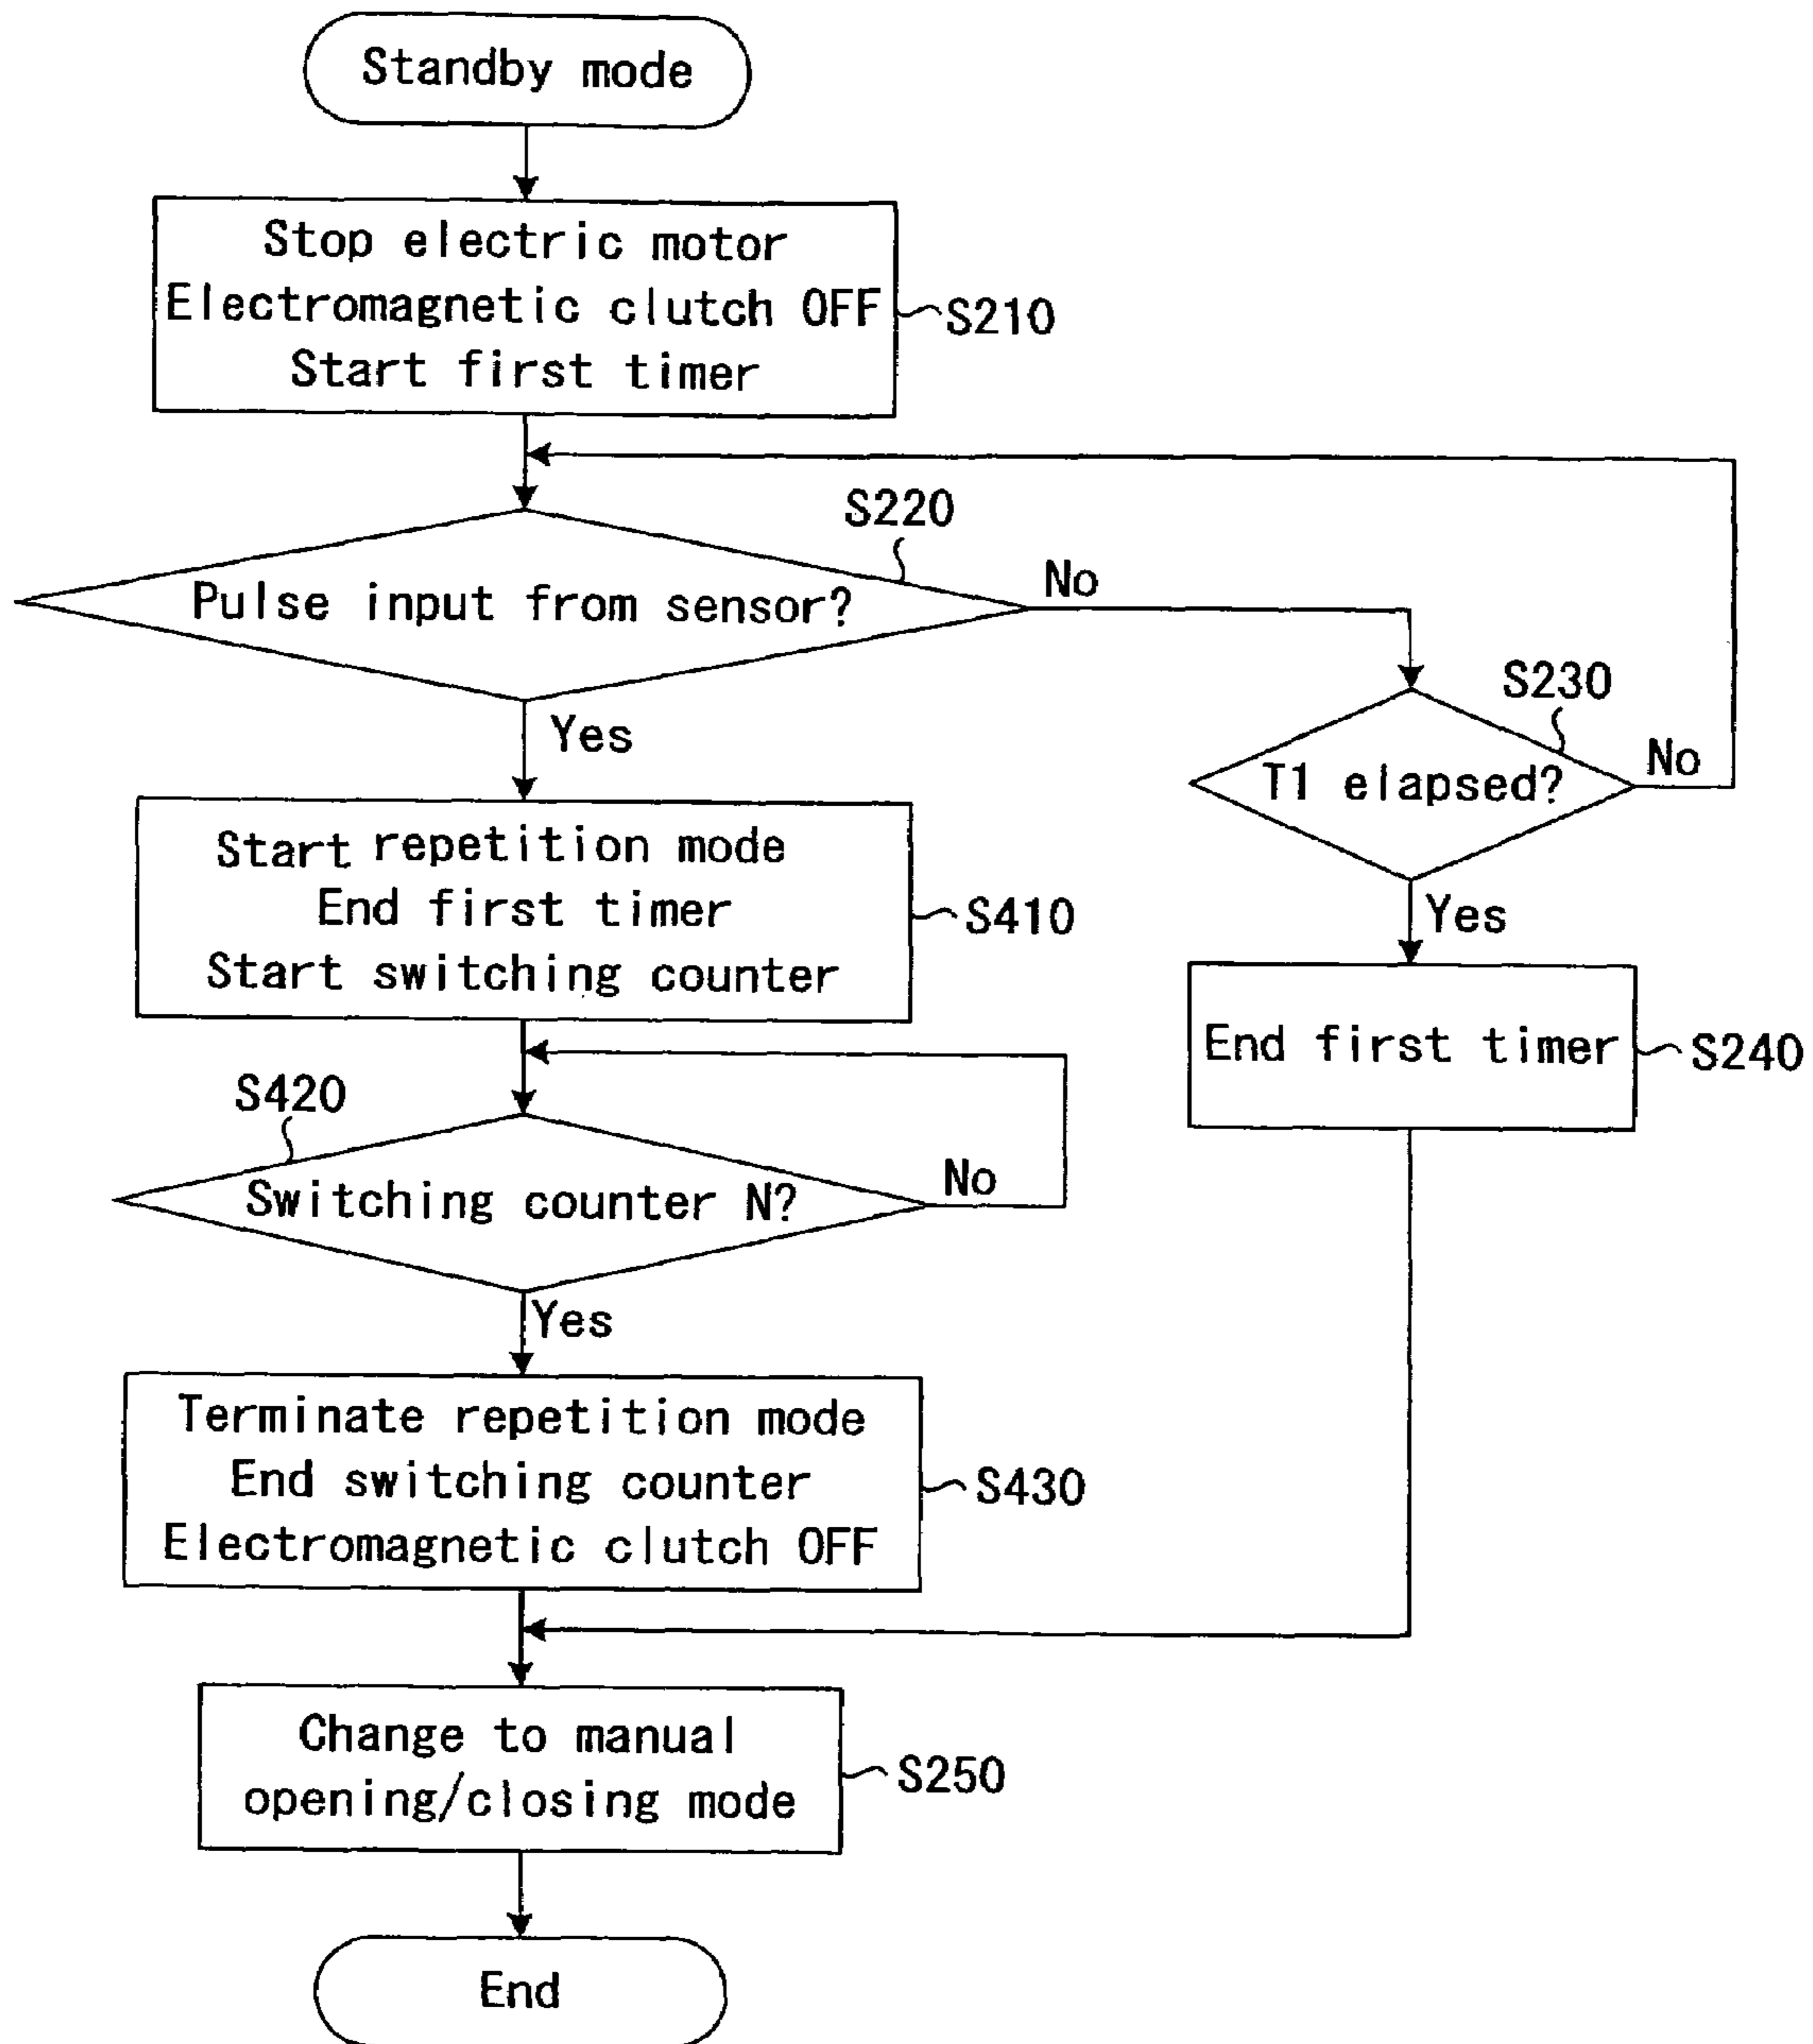 Standby mode
Stop electric motor
Electromagnetic clutch OFF
Start first timer
S210
S220
Pulse input from sensor?
No
Yes
S230
T1 elapsed?
No
Yes
Start repetition mode
End first timer
Start switching counter
S410
End first timer
S240
S420
Switching counter N?
No
Yes
Terminate repetition mode
End switching counter
Electromagnetic clutch OFF
S430
Change to manual
opening/closing mode
S250
End